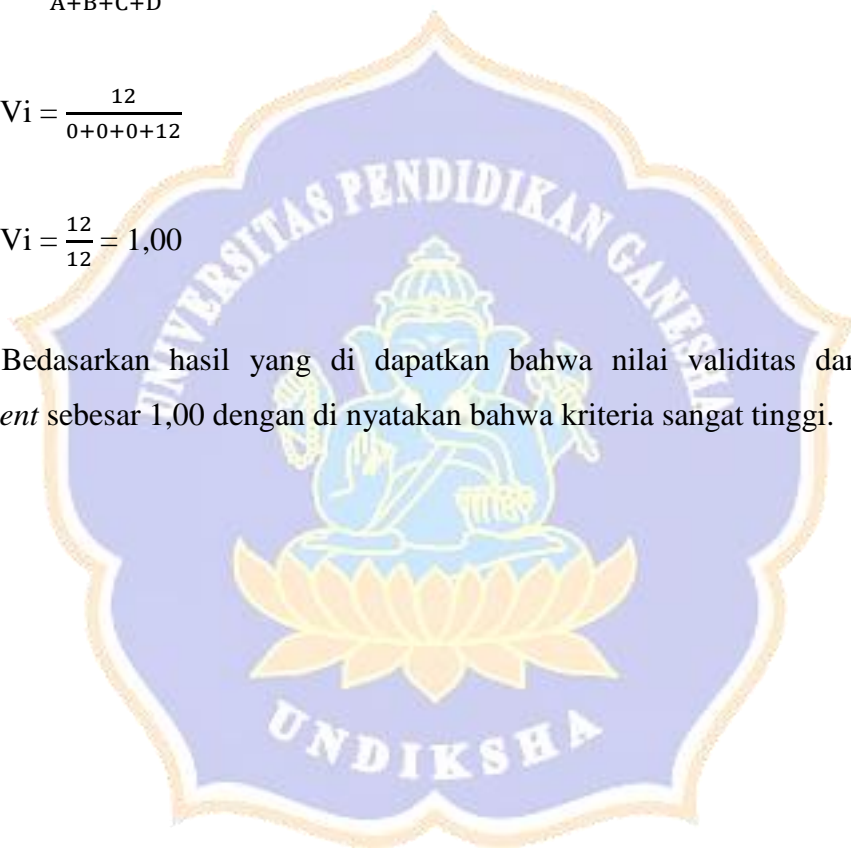 A+B+C+D
Vi = 12/0+0+0+12
Vi = 12/12 = 1,00
Bedasarkan hasil yang di dapatkan bahwa nilai validitas dar
ent sebesar 1,00 dengan di nyatakan bahwa kriteria sangat tinggi.
UNIVERSITAS PENDIDIKAN GANESHA
UNDIKSHA